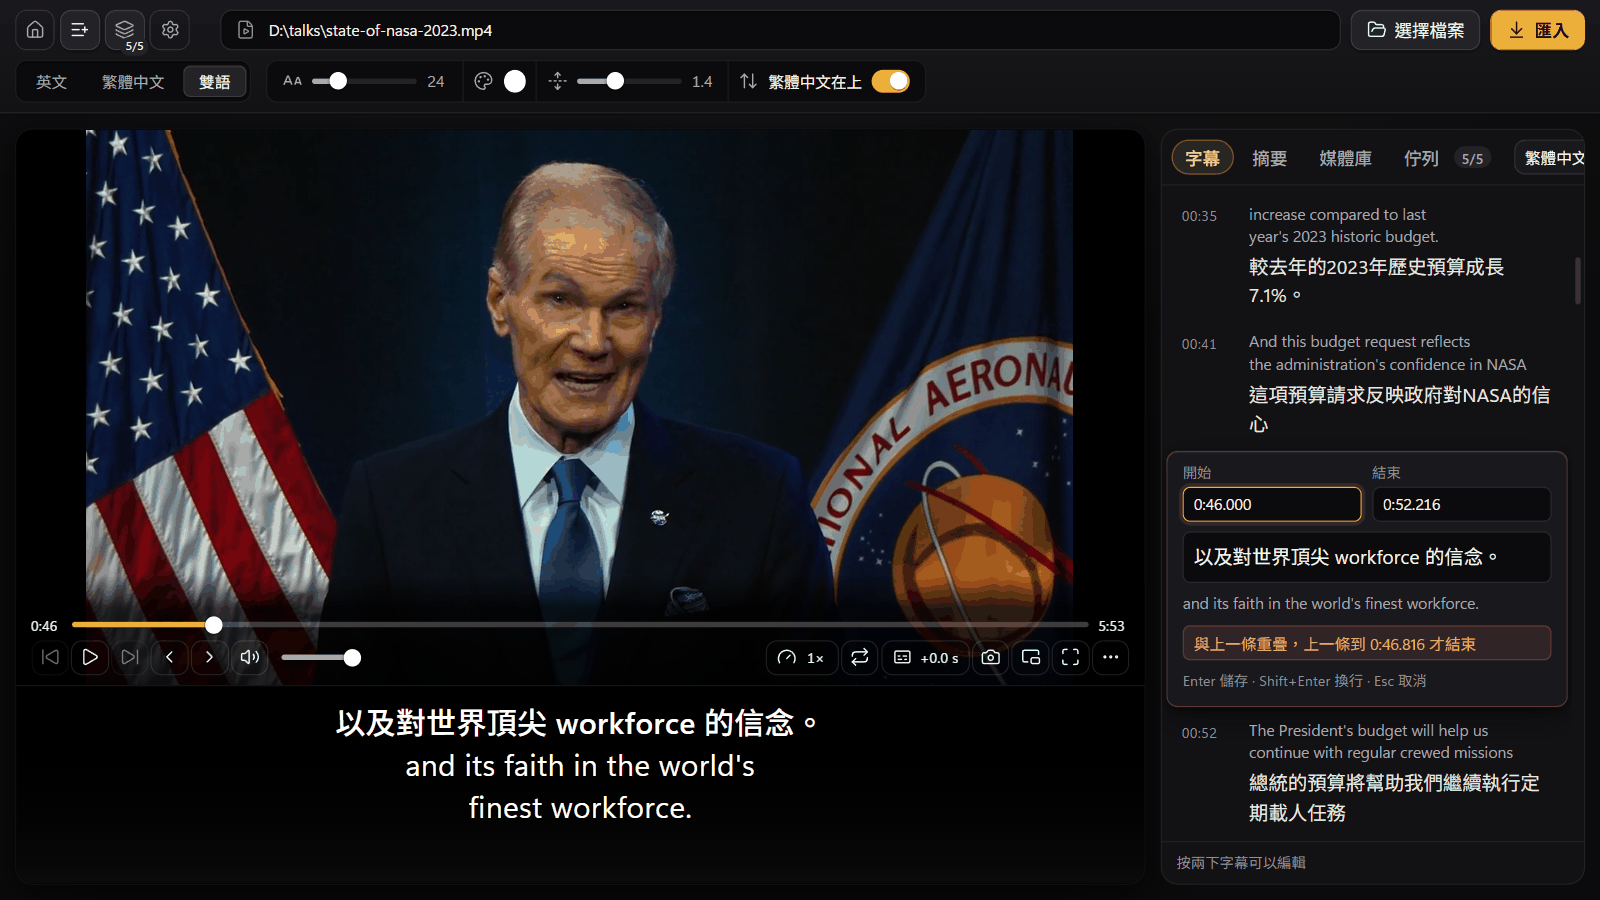 5/5
D:\talks\state-of-nasa-2023.mp4
選擇檔案
匯入
英文
繁體中文
雙語
AA
24
1.4
繁體中文在上
NATIONAL AERONAU
0:46
5:53
1×
+0.0 s
以及對世界頂尖 workforce 的信念。
and its faith in the world's
finest workforce.
字幕
摘要
媒體庫
佇列
5/5
繁體中文
00:35
increase compared to last
year's 2023 historic budget.
較去年的2023年歷史預算成長
7.1%。
00:41
And this budget request reflects
the administration's confidence in NASA
這項預算請求反映政府對NASA的信
心
開始
結束
0:46.000
0:52.216
以及對世界頂尖 workforce 的信念。
and its faith in the world's finest workforce.
與上一條重疊，上一條到 0:46.816 才結束
Enter 儲存 · Shift+Enter 換行 · Esc 取消
00:52
The President's budget will help us
continue with regular crewed missions
總統的預算將幫助我們繼續執行定
期載人任務
按兩下字幕可以編輯